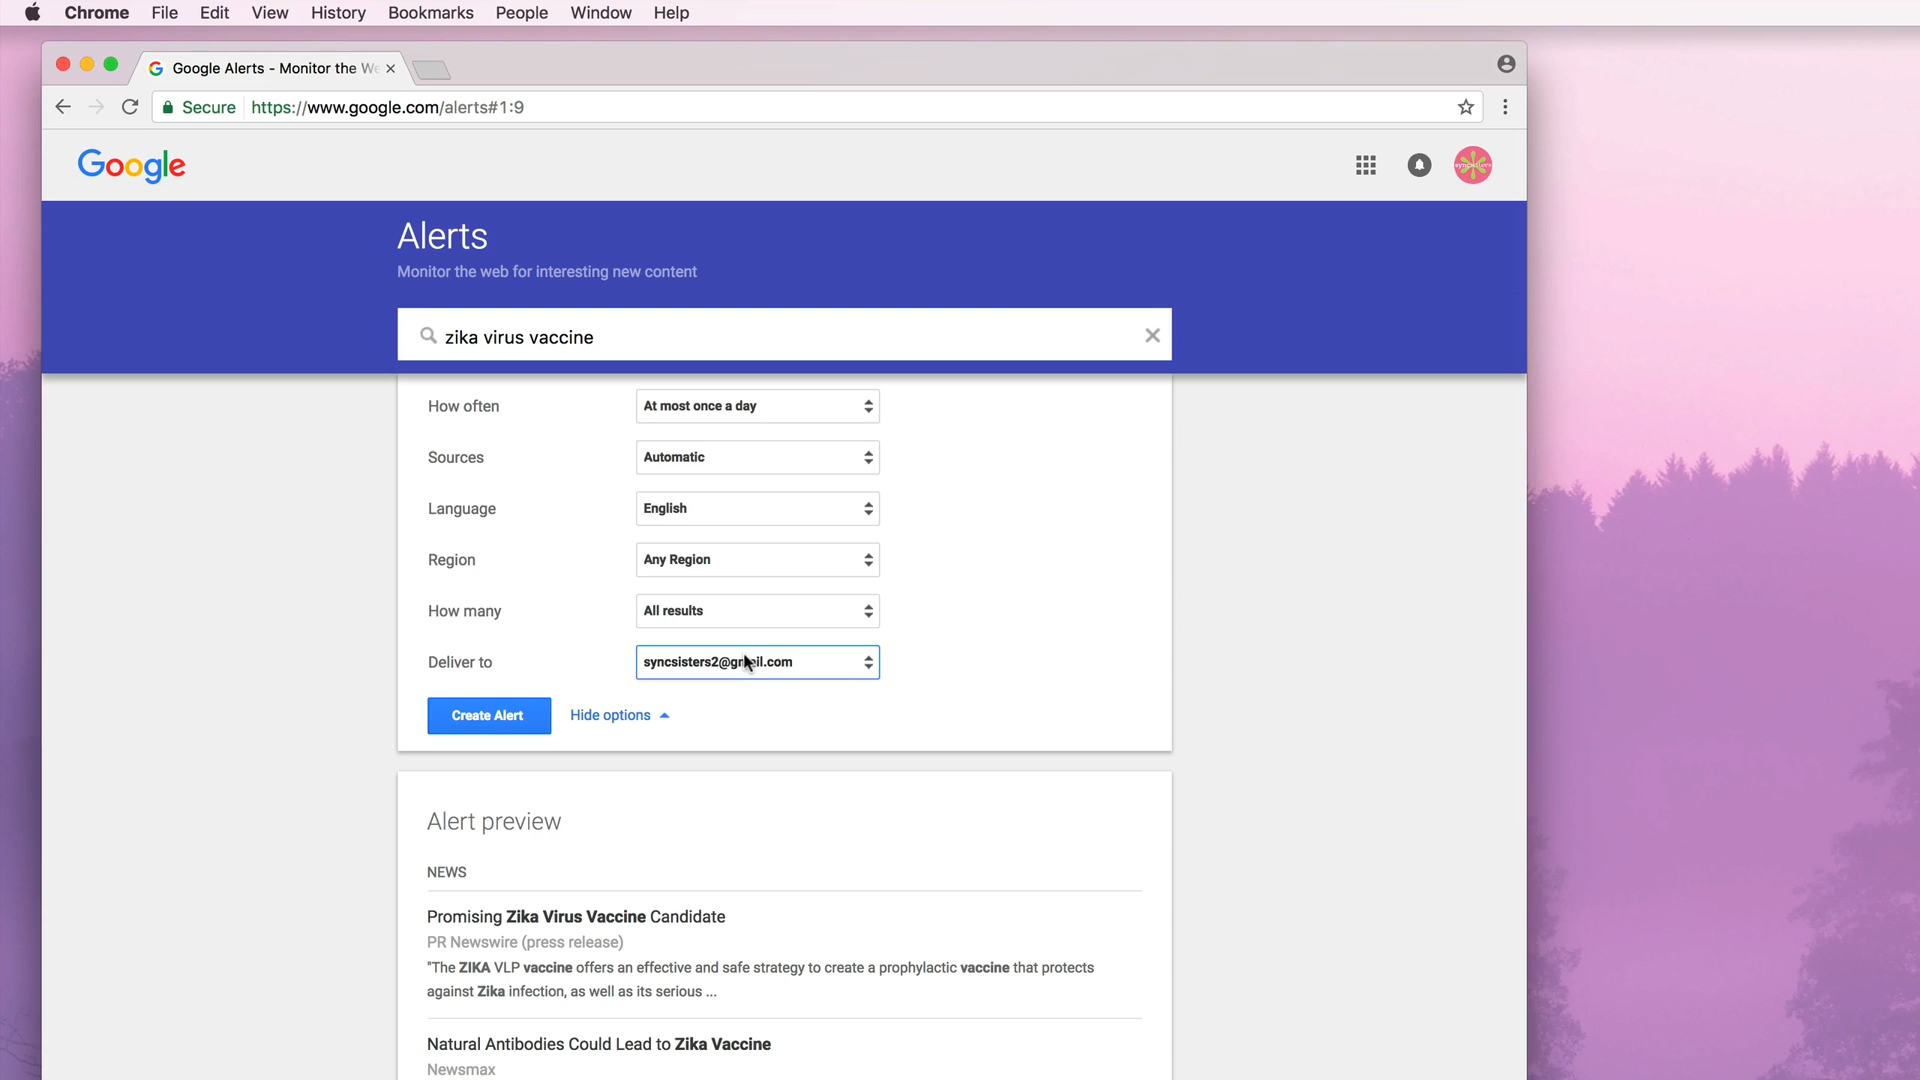 Chrome File Edit View History Bookmarks People Window Help
Google Alerts - Monitor the We
Secure https://www.google.com/alerts#1:9
Google
syncsisters
Alerts
Monitor the web for interesting new content
zika virus vaccine
How often At most once a day
Sources Automatic
Language English
Region Any Region
How many All results
Deliver to syncsisters2@gmail.com
Create Alert Hide options
Alert preview
NEWS
Promising Zika Virus Vaccine Candidate
PR Newswire (press release)
"The ZIKA VLP vaccine offers an effective and safe strategy to create a prophylactic vaccine that protects
against Zika infection, as well as its serious ...
Natural Antibodies Could Lead to Zika Vaccine
Newsmax